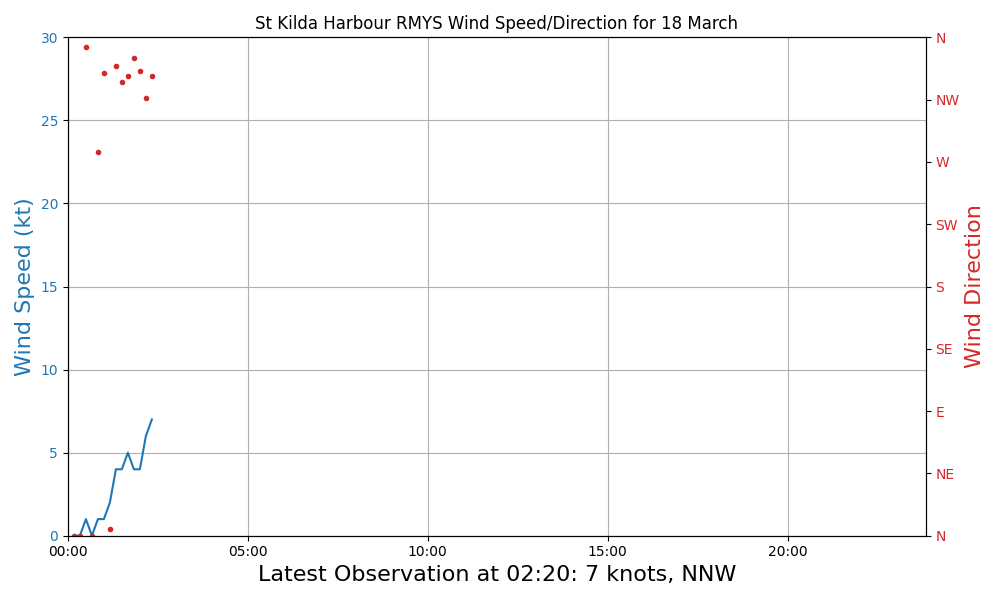 St Kilda Harbour RMYS Wind Speed/Direction for 18 March
30
25
20
15
10
5
0
Wind Speed (kt)
N
NW
W
SW
S
SE
E
NE
N
Wind Direction
00:00 05:00 10:00 15:00 20:00
Latest Observation at 02:20: 7 knots, NNW